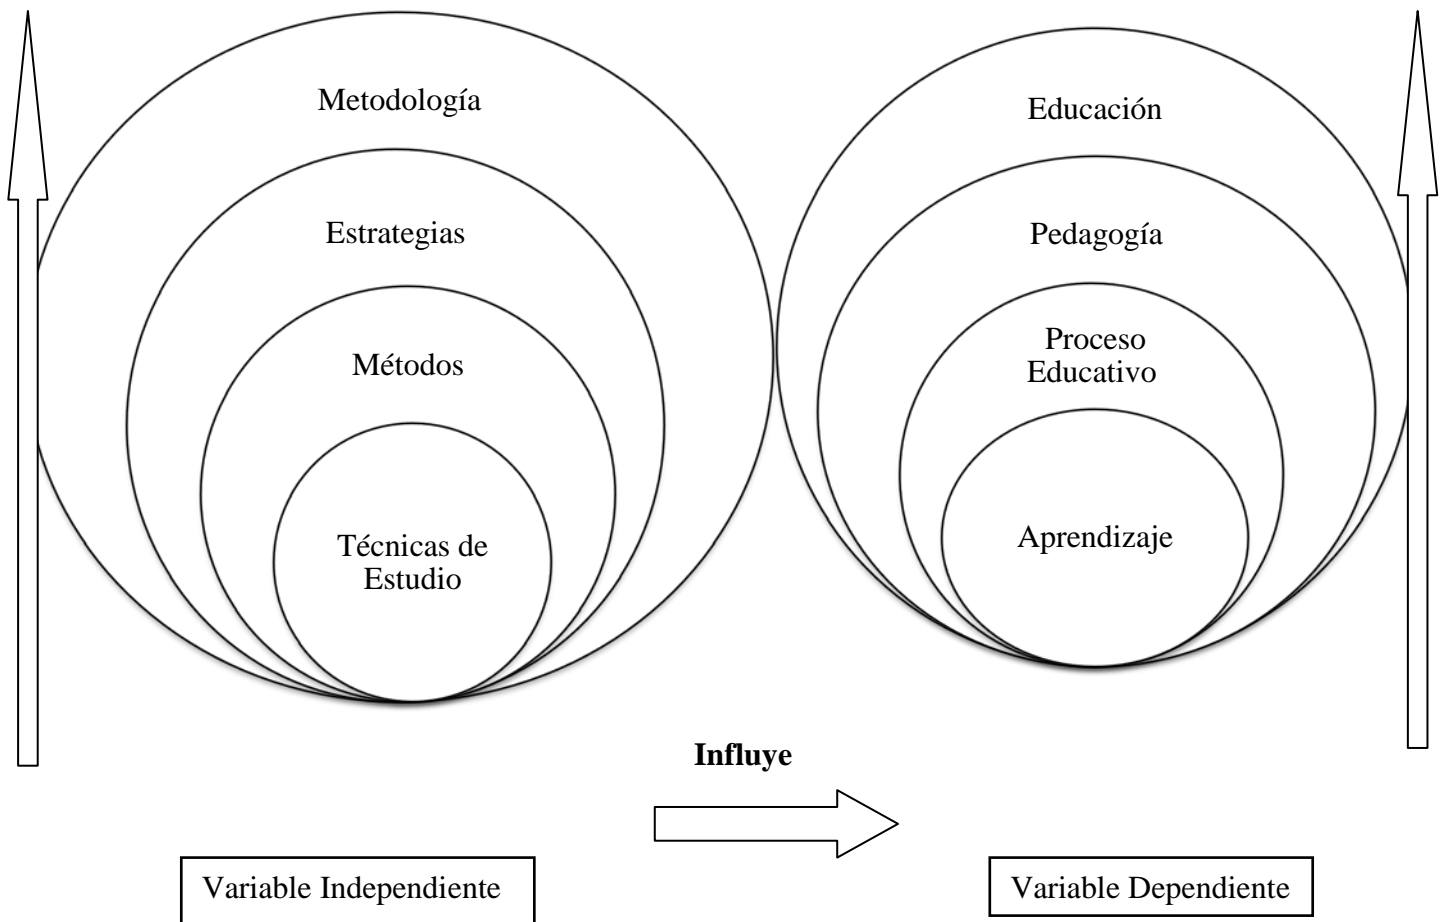 Metodología
Estrategias
Métodos
Técnicas de
Estudio
Educación
Pedagogía
Proceso
Educativo
Aprendizaje
Influye
Variable Independiente
Variable Dependiente